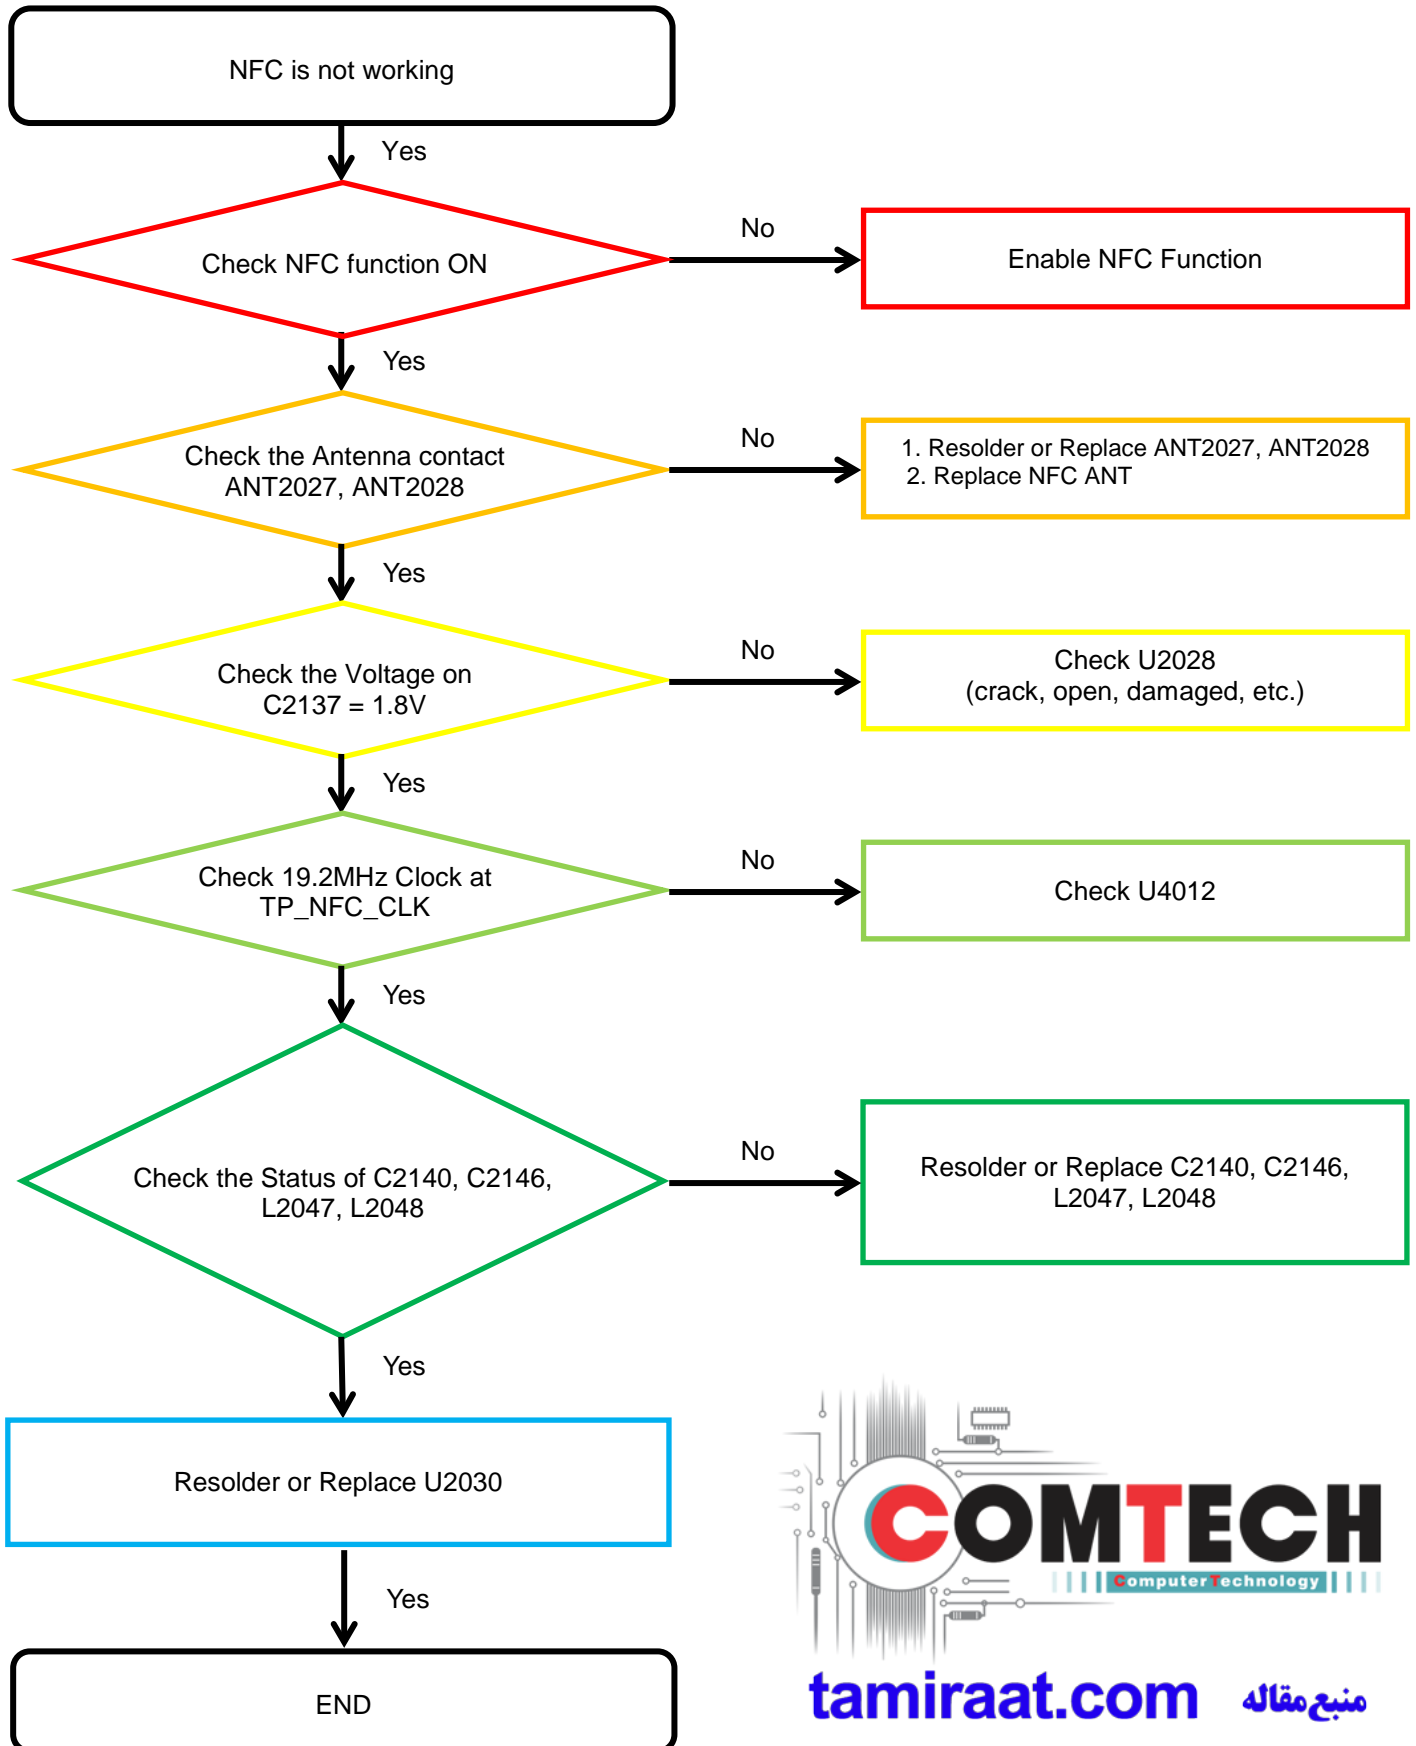 NFC is not working
Yes
Check NFC function ON
No
Enable NFC Function
Yes
Check the Antenna contact
ANT2027, ANT2028
No
1. Resolder or Replace ANT2027, ANT2028
2. Replace NFC ANT
Yes
Check the Voltage on
C2137 = 1.8V
No
Check U2028
(crack, open, damaged, etc.)
Yes
Check 19.2MHz Clock at
TP_NFC_CLK
No
Check U4012
Yes
Check the Status of C2140, C2146,
L2047, L2048
No
Resolder or Replace C2140, C2146,
L2047, L2048
Yes
Resolder or Replace U2030
Yes
END
COMTECH
Computer Technology
tamiraat.com منبع مقاله